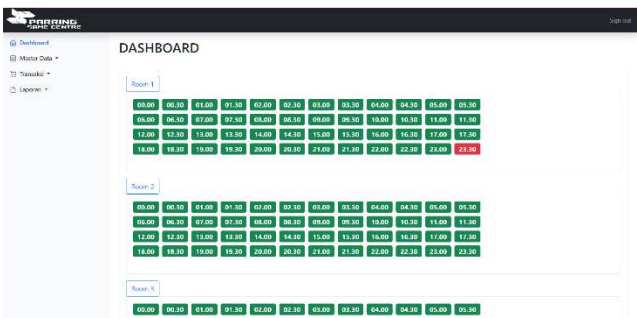 PARRING
GAME CENTRE
Sign out
Dashboard
Master Data
Transaksi
Laporan
DASHBOARD
Room 1
00.00 00.30 01.00 01.30 02.00 02.30 03.00 03.30 04.00 04.30 05.00 05.30
06.00 06.30 07.00 07.30 08.00 08.30 09.00 09.30 10.00 10.30 11.00 11.30
12.00 12.30 13.00 13.30 14.00 14.30 15.00 15.30 16.00 16.30 17.00 17.30
18.00 18.30 19.00 19.30 20.00 20.30 21.00 21.30 22.00 22.30 23.00 23.30
Room 2
00.00 00.30 01.00 01.30 02.00 02.30 03.00 03.30 04.00 04.30 05.00 05.30
06.00 06.30 07.00 07.30 08.00 08.30 09.00 09.30 10.00 10.30 11.00 11.30
12.00 12.30 13.00 13.30 14.00 14.30 15.00 15.30 16.00 16.30 17.00 17.30
18.00 18.30 19.00 19.30 20.00 20.30 21.00 21.30 22.00 22.30 23.00 23.30
Room 3
00.00 00.30 01.00 01.30 02.00 02.30 03.00 03.30 04.00 04.30 05.00 05.30